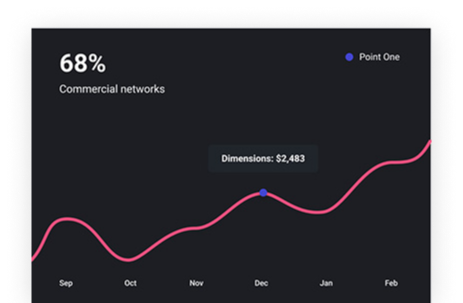 68%
Point One
Commercial networks
Dimensions: $2,483
Sep Oct Nov Dec Jan Feb